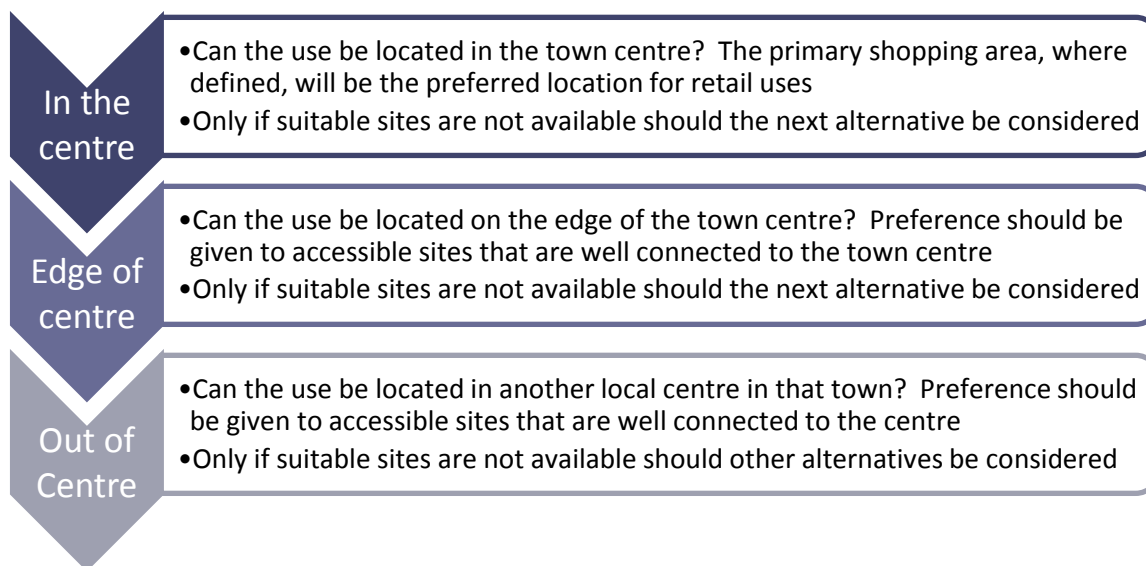 In the
centre
•Can the use be located in the town centre?  The primary shopping area, where
defined, will be the preferred location for retail uses
•Only if suitable sites are not available should the next alternative be considered
Edge of
centre
•Can the use be located on the edge of the town centre?  Preference should be
given to accessible sites that are well connected to the town centre
•Only if suitable sites are not available should the next alternative be considered
Out of
Centre
•Can the use be located in another local centre in that town?  Preference should
be given to accessible sites that are well connected to the centre
•Only if suitable sites are not available should other alternatives be considered